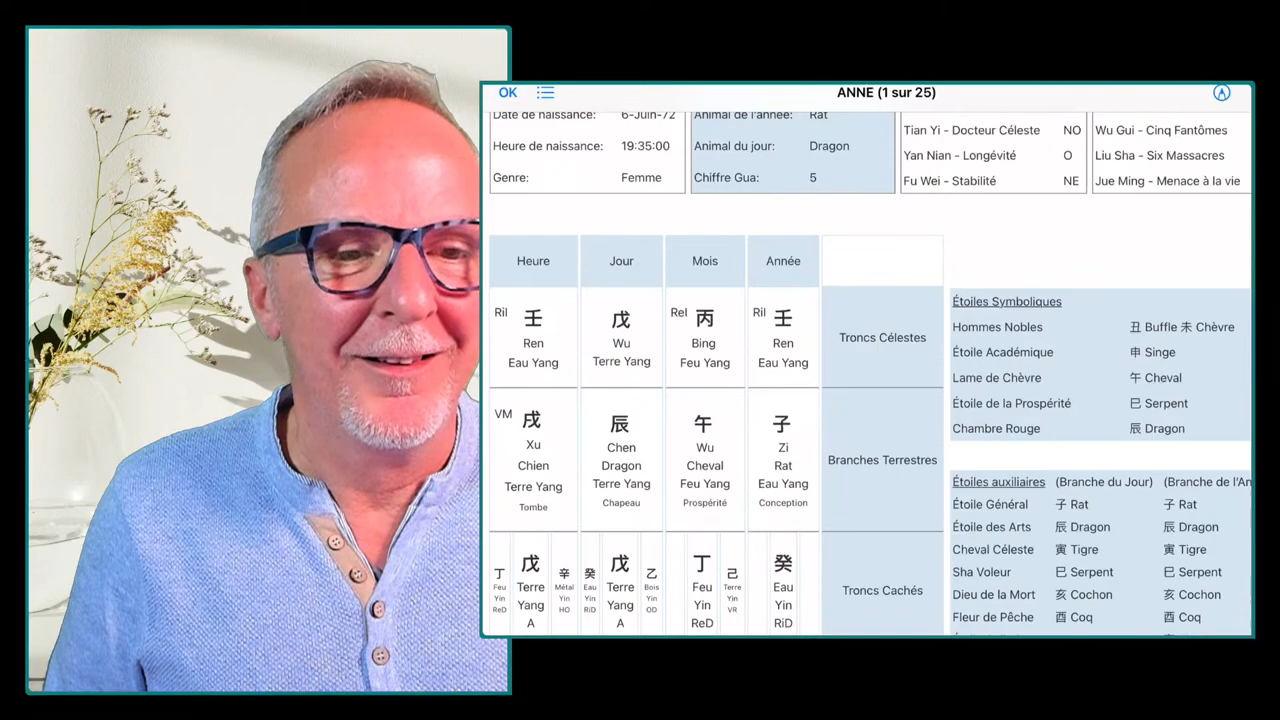 OK
ANNE (1 sur 25)
Date de naissance: 6-Juin-72
Heure de naissance: 19:35:00
Genre: Femme
Animal de l'année: Rat
Animal du jour: Dragon
Chiffre Gua: 5
Tian Yi - Docteur Céleste NO
Yan Nian - Longévité O
Fu Wei - Stabilité NE
Wu Gui - Cinq Fantômes
Liu Sha - Six Massacres
Jue Ming - Menace à la vie
Heure Jour Mois Année
RiI 壬 戊 ReI 丙 RiI 壬
Ren Wu Bing Ren
Eau Yang Terre Yang Feu Yang Eau Yang
Troncs Célestes
VM 戌 辰 午 子
Xu Chen Wu Zi
Chien Dragon Cheval Rat
Terre Yang Terre Yang Feu Yang Eau Yang
Tombe Chapeau Prospérité Conception
Branches Terrestres
丁 戊 辛 癸 戊 乙 丁 己 癸
Feu Terre Métal Eau Terre Bois Feu Terre Eau
Yin Yang Yin Yin Yang Yin Yin Yin Yin
ReD A HO RiD A OD ReD VR RiD
Troncs Cachés
Étoiles Symboliques
Hommes Nobles 丑 Buffle 未 Chèvre
Étoile Académique 申 Singe
Lame de Chèvre 午 Cheval
Étoile de la Prospérité 巳 Serpent
Chambre Rouge 辰 Dragon
Étoiles auxiliaires (Branche du Jour) (Branche de l'An
Étoile Général 子 Rat 子 Rat
Étoile des Arts 辰 Dragon 辰 Dragon
Cheval Céleste 寅 Tigre 寅 Tigre
Sha Voleur 巳 Serpent 巳 Serpent
Dieu de la Mort 亥 Cochon 亥 Cochon
Fleur de Pêche 酉 Coq 酉 Coq